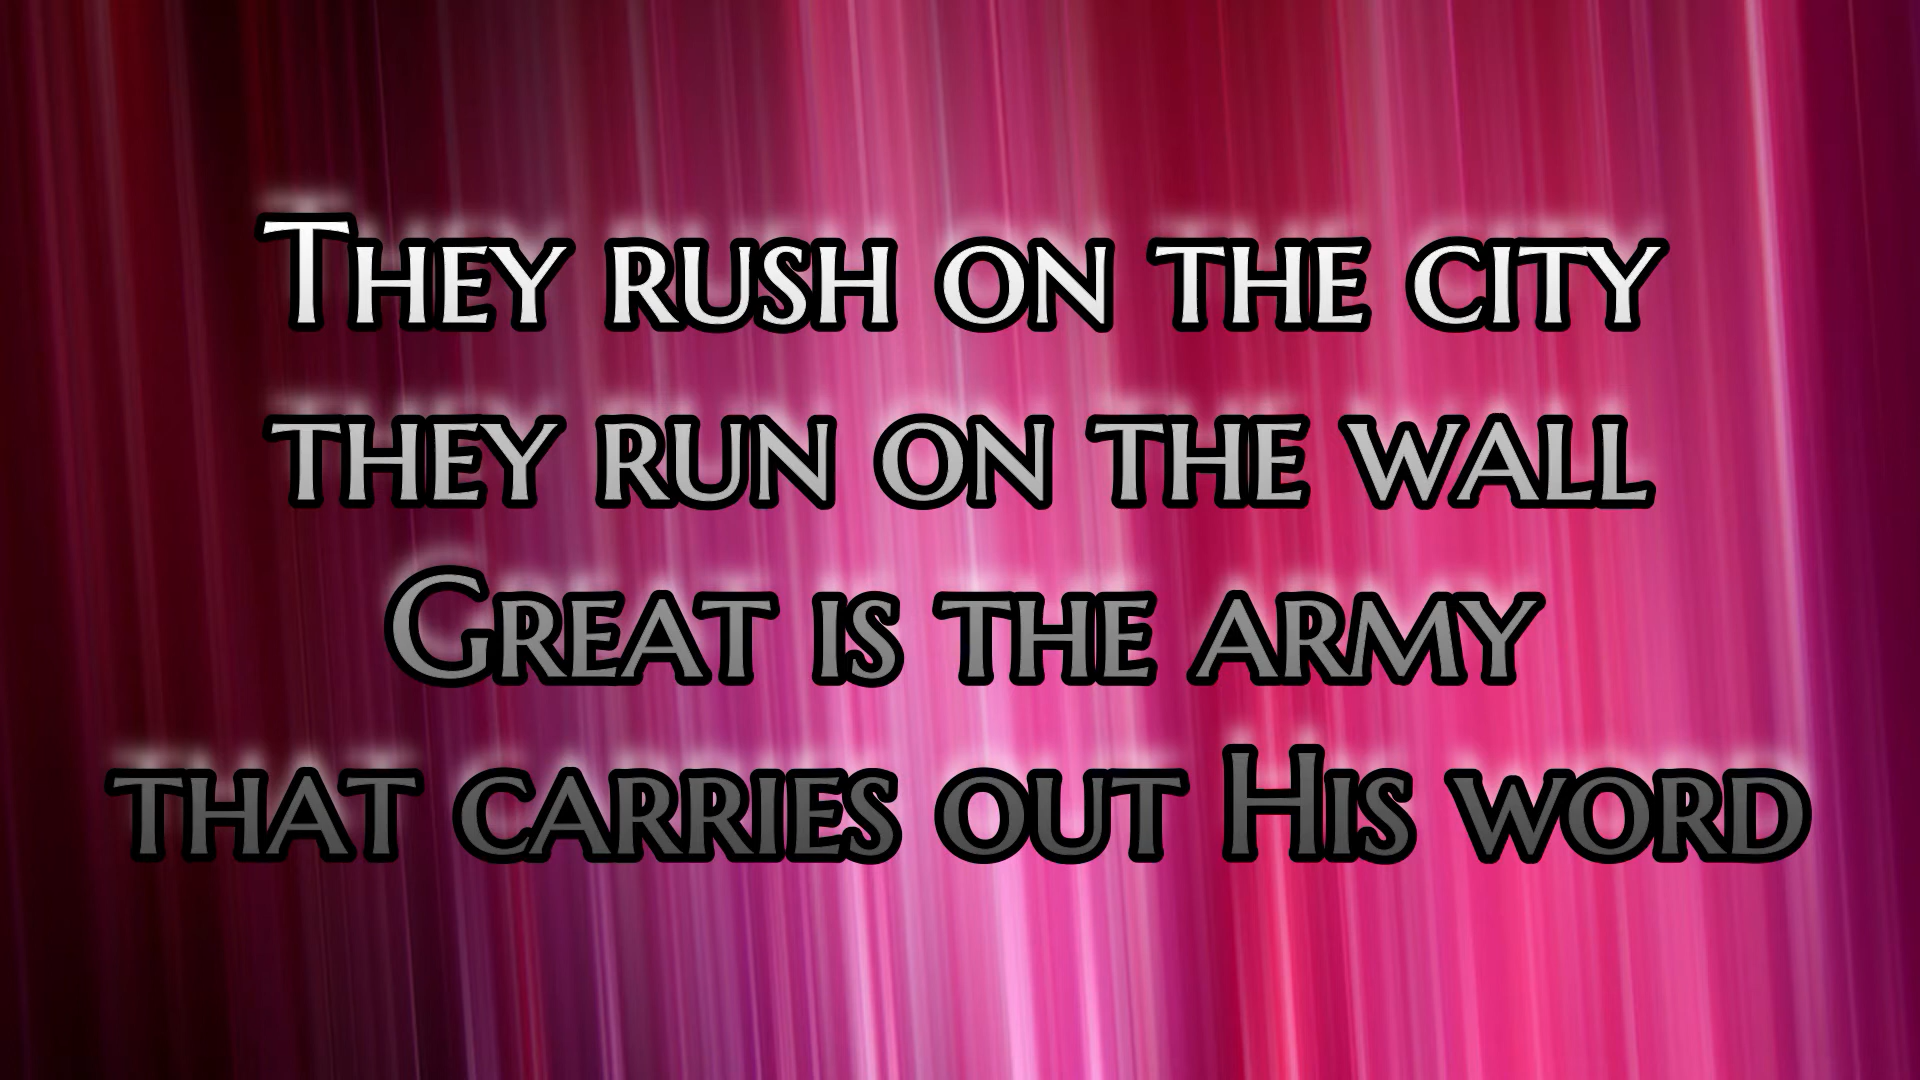 They rush on the city
they run on the wall
Great is the army
that carries out His word